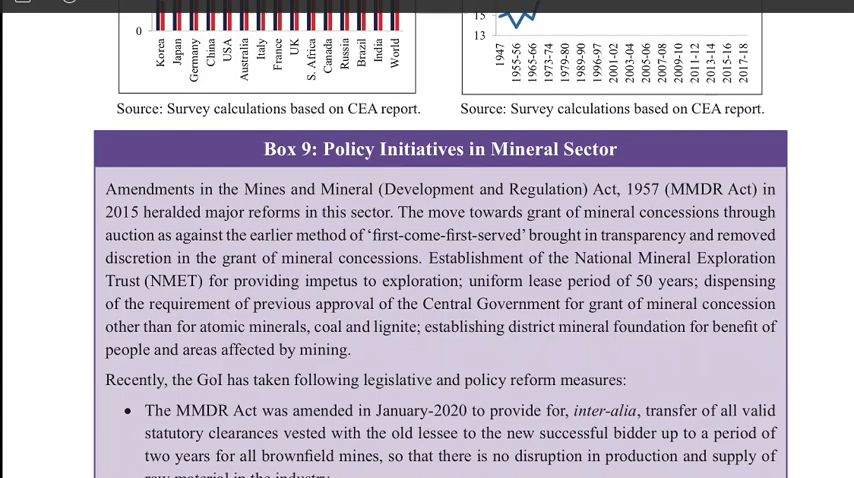 0
Korea
Japan
Germany
China
USA
Australia
Italy
France
UK
S. Africa
Canada
Russia
Brazil
India
World
15
13
1947
1955-56
1965-66
1973-74
1979-80
1989-90
1996-97
2001-02
2003-04
2005-06
2007-08
2009-10
2011-12
2013-14
2015-16
2017-18
Source: Survey calculations based on CEA report.
Source: Survey calculations based on CEA report.
Box 9: Policy Initiatives in Mineral Sector
Amendments in the Mines and Mineral (Development and Regulation) Act, 1957 (MMDR Act) in
2015 heralded major reforms in this sector. The move towards grant of mineral concessions through
auction as against the earlier method of ‘first-come-first-served’ brought in transparency and removed
discretion in the grant of mineral concessions. Establishment of the National Mineral Exploration
Trust (NMET) for providing impetus to exploration; uniform lease period of 50 years; dispensing
of the requirement of previous approval of the Central Government for grant of mineral concession
other than for atomic minerals, coal and lignite; establishing district mineral foundation for benefit of
people and areas affected by mining.
Recently, the GoI has taken following legislative and policy reform measures:
• The MMDR Act was amended in January-2020 to provide for, inter-alia, transfer of all valid
statutory clearances vested with the old lessee to the new successful bidder up to a period of
two years for all brownfield mines, so that there is no disruption in production and supply of
raw material in the industry.